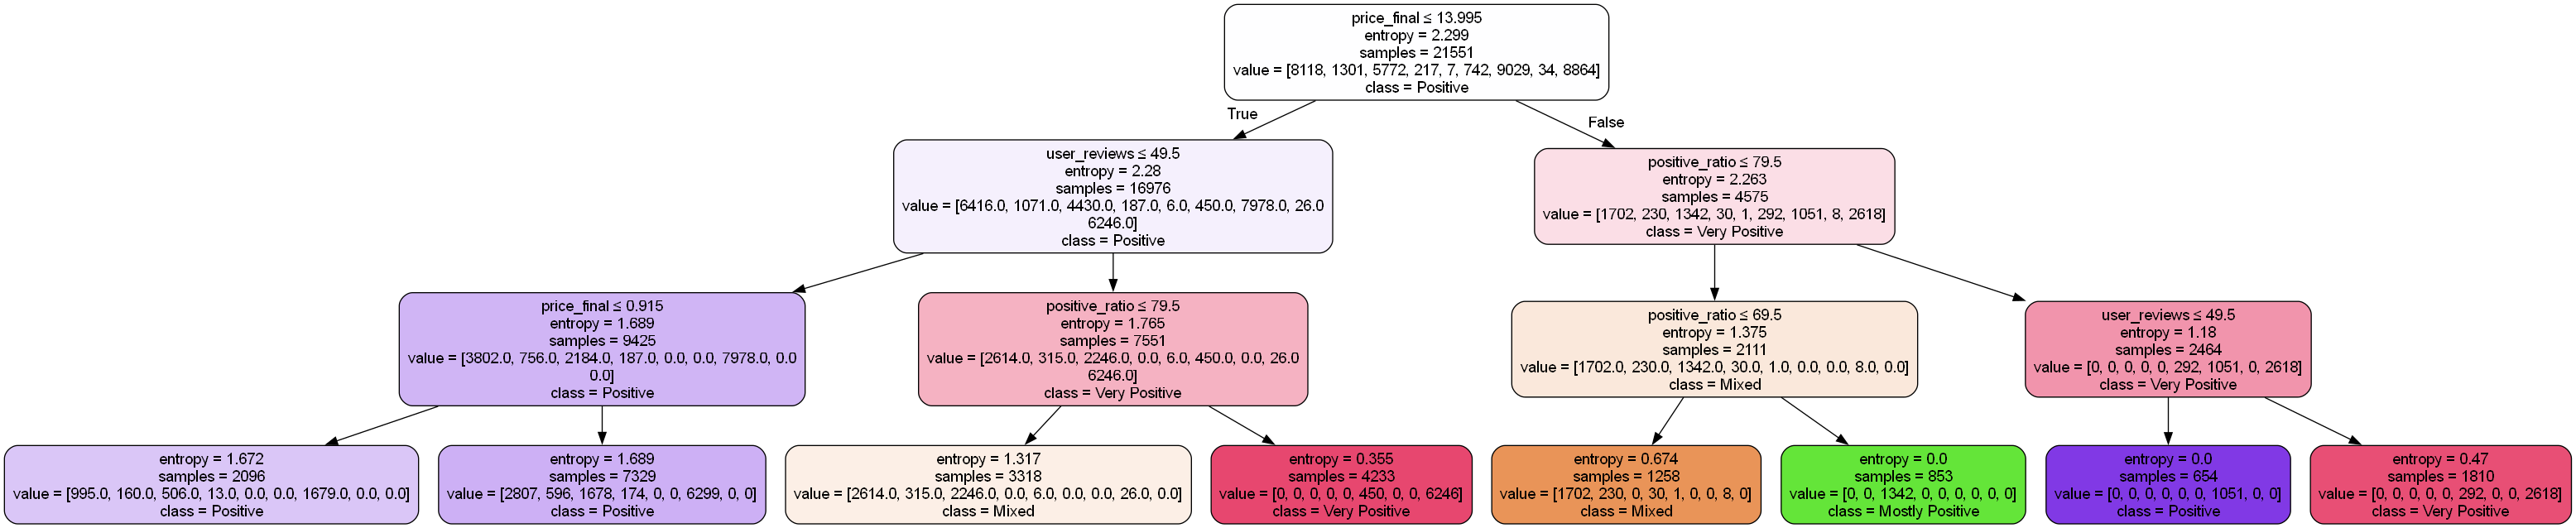 price_final ≤ 13.995
entropy = 2.299
samples = 21551
value = [8118, 1301, 5772, 217, 7, 742, 9029, 34, 8864]
class = Positive
True
False
user_reviews ≤ 49.5
entropy = 2.28
samples = 16976
value = [6416.0, 1071.0, 4430.0, 187.0, 6.0, 450.0, 7978.0, 26.0
6246.0]
class = Positive
positive_ratio ≤ 79.5
entropy = 2.263
samples = 4575
value = [1702, 230, 1342, 30, 1, 292, 1051, 8, 2618]
class = Very Positive
price_final ≤ 0.915
entropy = 1.689
samples = 9425
value = [3802.0, 756.0, 2184.0, 187.0, 0.0, 0.0, 7978.0, 0.0
0.0]
class = Positive
positive_ratio ≤ 79.5
entropy = 1.765
samples = 7551
value = [2614.0, 315.0, 2246.0, 0.0, 6.0, 450.0, 0.0, 26.0
6246.0]
class = Very Positive
positive_ratio ≤ 69.5
entropy = 1.375
samples = 2111
value = [1702.0, 230.0, 1342.0, 30.0, 1.0, 0.0, 0.0, 8.0, 0.0]
class = Mixed
user_reviews ≤ 49.5
entropy = 1.18
samples = 2464
value = [0, 0, 0, 0, 0, 292, 1051, 0, 2618]
class = Very Positive
entropy = 1.672
samples = 2096
value = [995.0, 160.0, 506.0, 13.0, 0.0, 0.0, 1679.0, 0.0, 0.0]
class = Positive
entropy = 1.689
samples = 7329
value = [2807, 596, 1678, 174, 0, 0, 6299, 0, 0]
class = Positive
entropy = 1.317
samples = 3318
value = [2614.0, 315.0, 2246.0, 0.0, 6.0, 0.0, 0.0, 26.0, 0.0]
class = Mixed
entropy = 0.355
samples = 4233
value = [0, 0, 0, 0, 0, 450, 0, 0, 6246]
class = Very Positive
entropy = 0.674
samples = 1258
value = [1702, 230, 0, 30, 1, 0, 0, 8, 0]
class = Mixed
entropy = 0.0
samples = 853
value = [0, 0, 1342, 0, 0, 0, 0, 0, 0]
class = Mostly Positive
entropy = 0.0
samples = 654
value = [0, 0, 0, 0, 0, 0, 1051, 0, 0]
class = Positive
entropy = 0.47
samples = 1810
value = [0, 0, 0, 0, 0, 292, 0, 0, 2618]
class = Very Positive